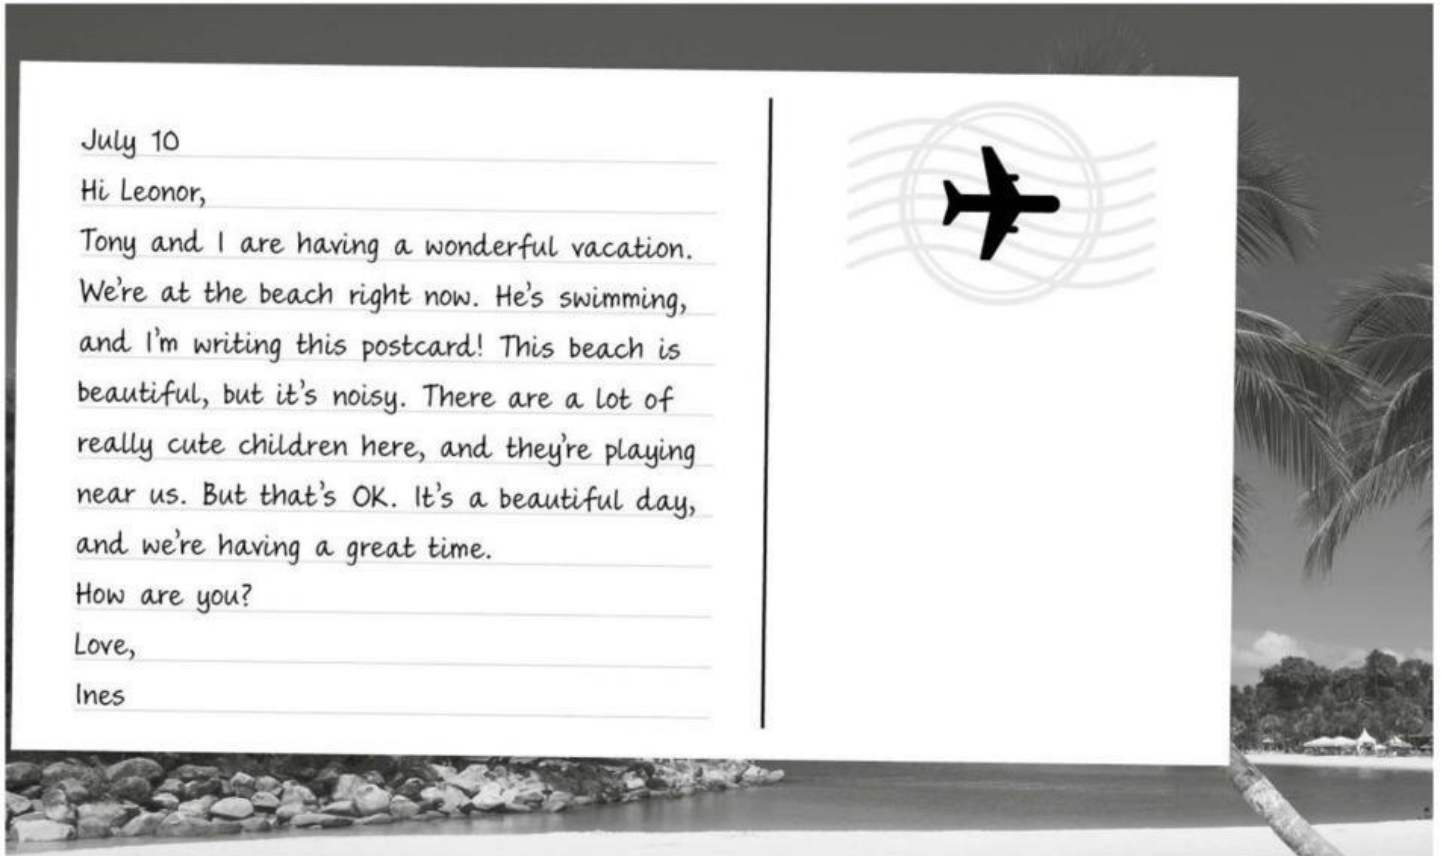 July 10
Hi Leonor,
Tony and I are having a wonderful vacation.
We're at the beach right now. He's swimming,
and I'm writing this postcard! This beach is
beautiful, but it's noisy. There are a lot of
really cute children here, and they're playing
near us. But that's OK. It's a beautiful day,
and we're having a great time.
How are you?
Love,
Ines